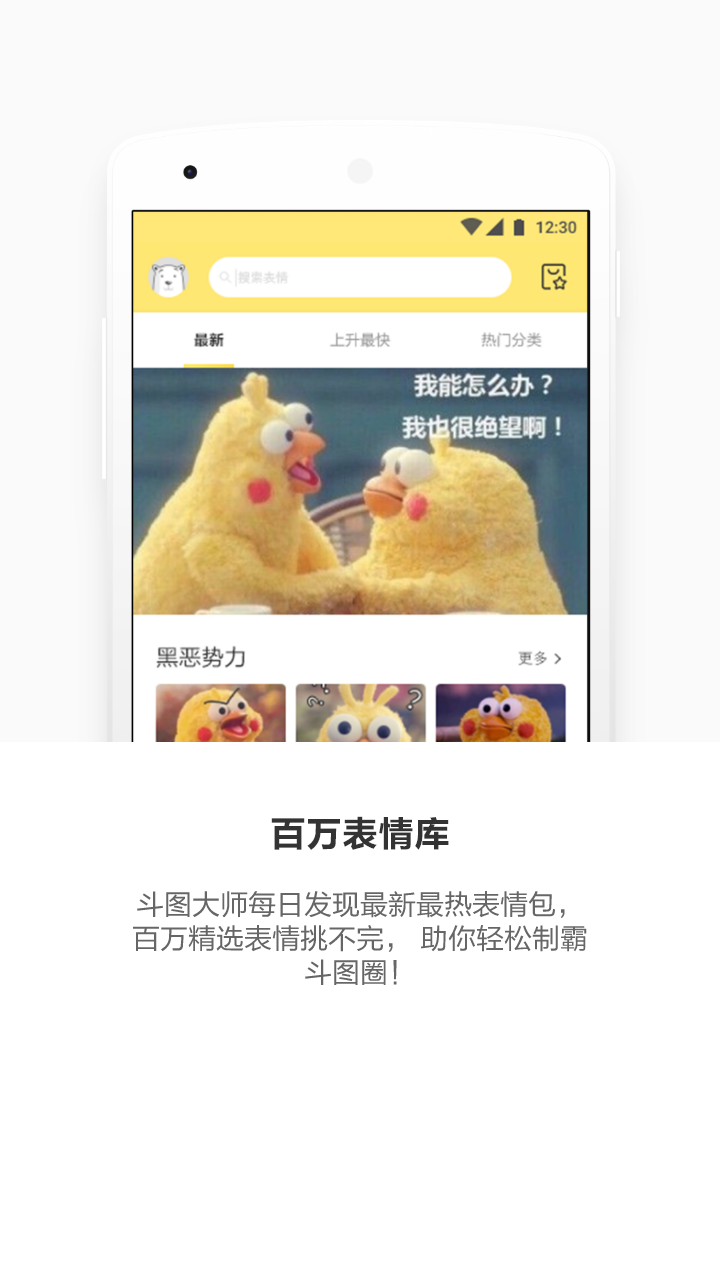 12:30
搜索表情
最新
上升最快
热门分类
我能怎么办？
我也很绝望啊！
黑恶势力
更多
? ? ?
百万表情库
斗图大师每日发现最新最热表情包，
百万精选表情挑不完， 助你轻松制霸
斗图圈！